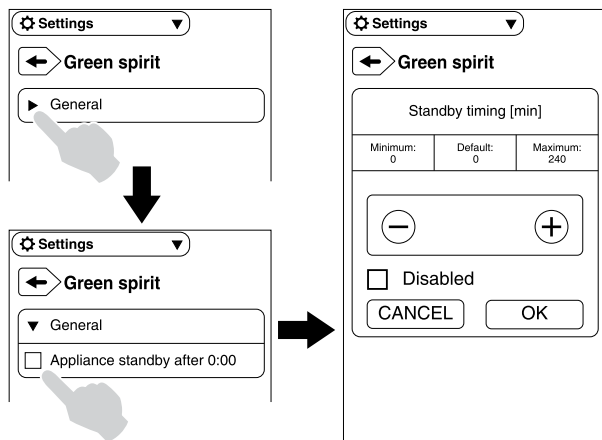 Settings
Green spirit
General
Settings
Green spirit
General
Appliance standby after 0:00
Settings
Green spirit
Standby timing [min]
Minimum: Default: Maximum:
0 0 240
Disabled
CANCEL OK